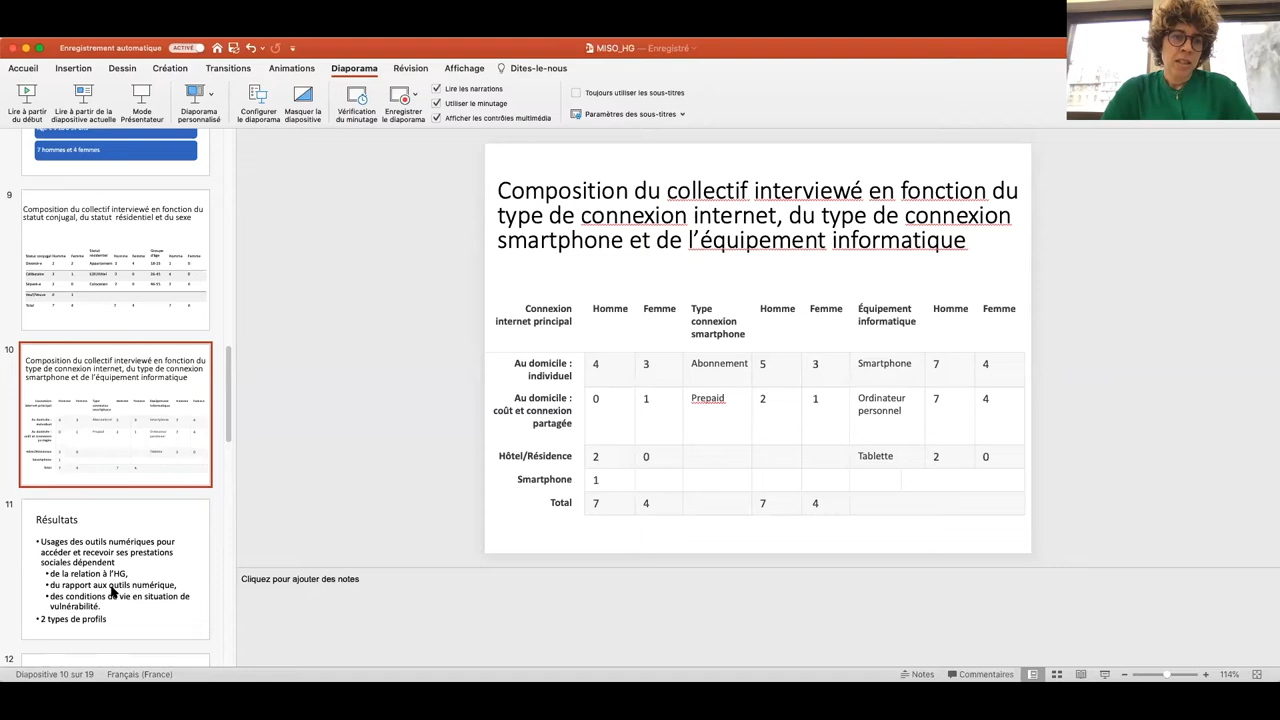 Enregistrement automatique ACTIVÉ
MISO_HG — Enregistré
Accueil Insertion Dessin Création Transitions Animations Diaporama Révision Affichage Dites-le-nous
Lire à partir du début
Lire à partir de la diapositive actuelle
Mode Présentateur
Diaporama personnalisé
Configurer le diaporama
Masquer la diapositive
Vérification du minutage
Enregistrer le diaporama
Lire les narrations
Utiliser le minutage
Afficher les contrôles multimédia
Toujours utiliser les sous-titres
Paramètres des sous-titres
7 hommes et 4 femmes
9
Composition du collectif interviewé en fonction du
statut conjugal, du statut résidentiel et du sexe
10
Composition du collectif interviewé en fonction du
type de connexion internet, du type de connexion
smartphone et de l'équipement informatique
11
Résultats
• Usages des outils numériques pour
accéder et recevoir ses prestations
sociales dépendent
• de la relation à l'HG,
• du rapport aux outils numérique,
• des conditions de vie en situation de
vulnérabilité.
• 2 types de profils
12
Composition du collectif interviewé en fonction du
type de connexion internet, du type de connexion
smartphone et de l'équipement informatique
Connexion internet principal Homme Femme Type connexion smartphone Homme Femme Équipement informatique Homme Femme
Au domicile : individuel 4 3 Abonnement 5 3 Smartphone 7 4
Au domicile : coût et connexion partagée 0 1 Prepaid 2 1 Ordinateur personnel 7 4
Hôtel/Résidence 2 0 Tablette 2 0
Smartphone 1
Total 7 4 7 4
Cliquez pour ajouter des notes
Diapositive 10 sur 19 Français (France) Notes Commentaires 114%